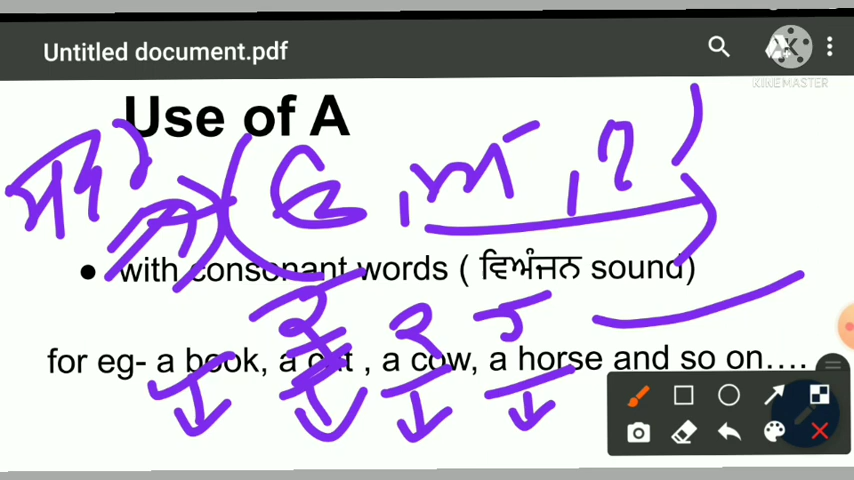 Untitled document.pdf
KINEMASTER
Use of A
ੳ, ਅ, ੲ
● with consonant words ( ਵਿਅੰਜਨ sound)
for eg- a book, a cat , a cow, a horse and so on....